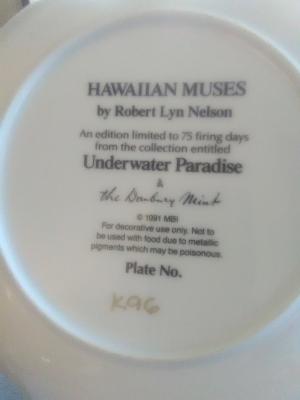 HAWAIIAN MUSES
by Robert Lyn Nelson
An edition limited to 75 firing days
from the collection entitled
Underwater Paradise
&
the Danbury Mint
© 1991 MBI
For decorative use only. Not to
be used with food due to metallic
pigments which may be poisonous.
Plate No.
K96